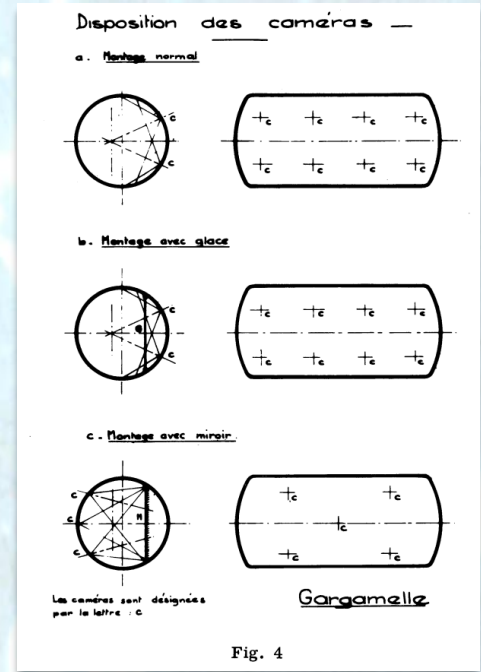 Disposition des caméras —
a. Montage normal
c c c c c
c c c c c
b. Montage avec glace
c c c c c
G
c c c c c
c. Montage avec miroir.
c c c
c M c
c c c
Les caméras sont désignées
par la lettre : C
Gargamelle
Fig. 4